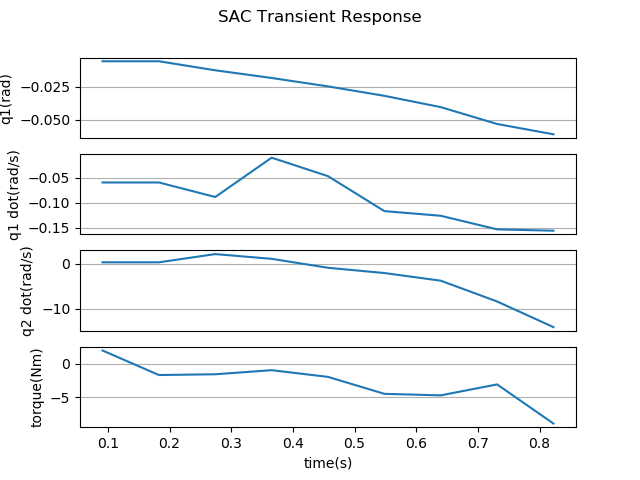 SAC Transient Response
q1(rad)
−0.025
−0.050
q1 dot(rad/s)
−0.05
−0.10
−0.15
q2 dot(rad/s)
0
−10
torque(Nm)
0
−5
0.1 0.2 0.3 0.4 0.5 0.6 0.7 0.8
time(s)